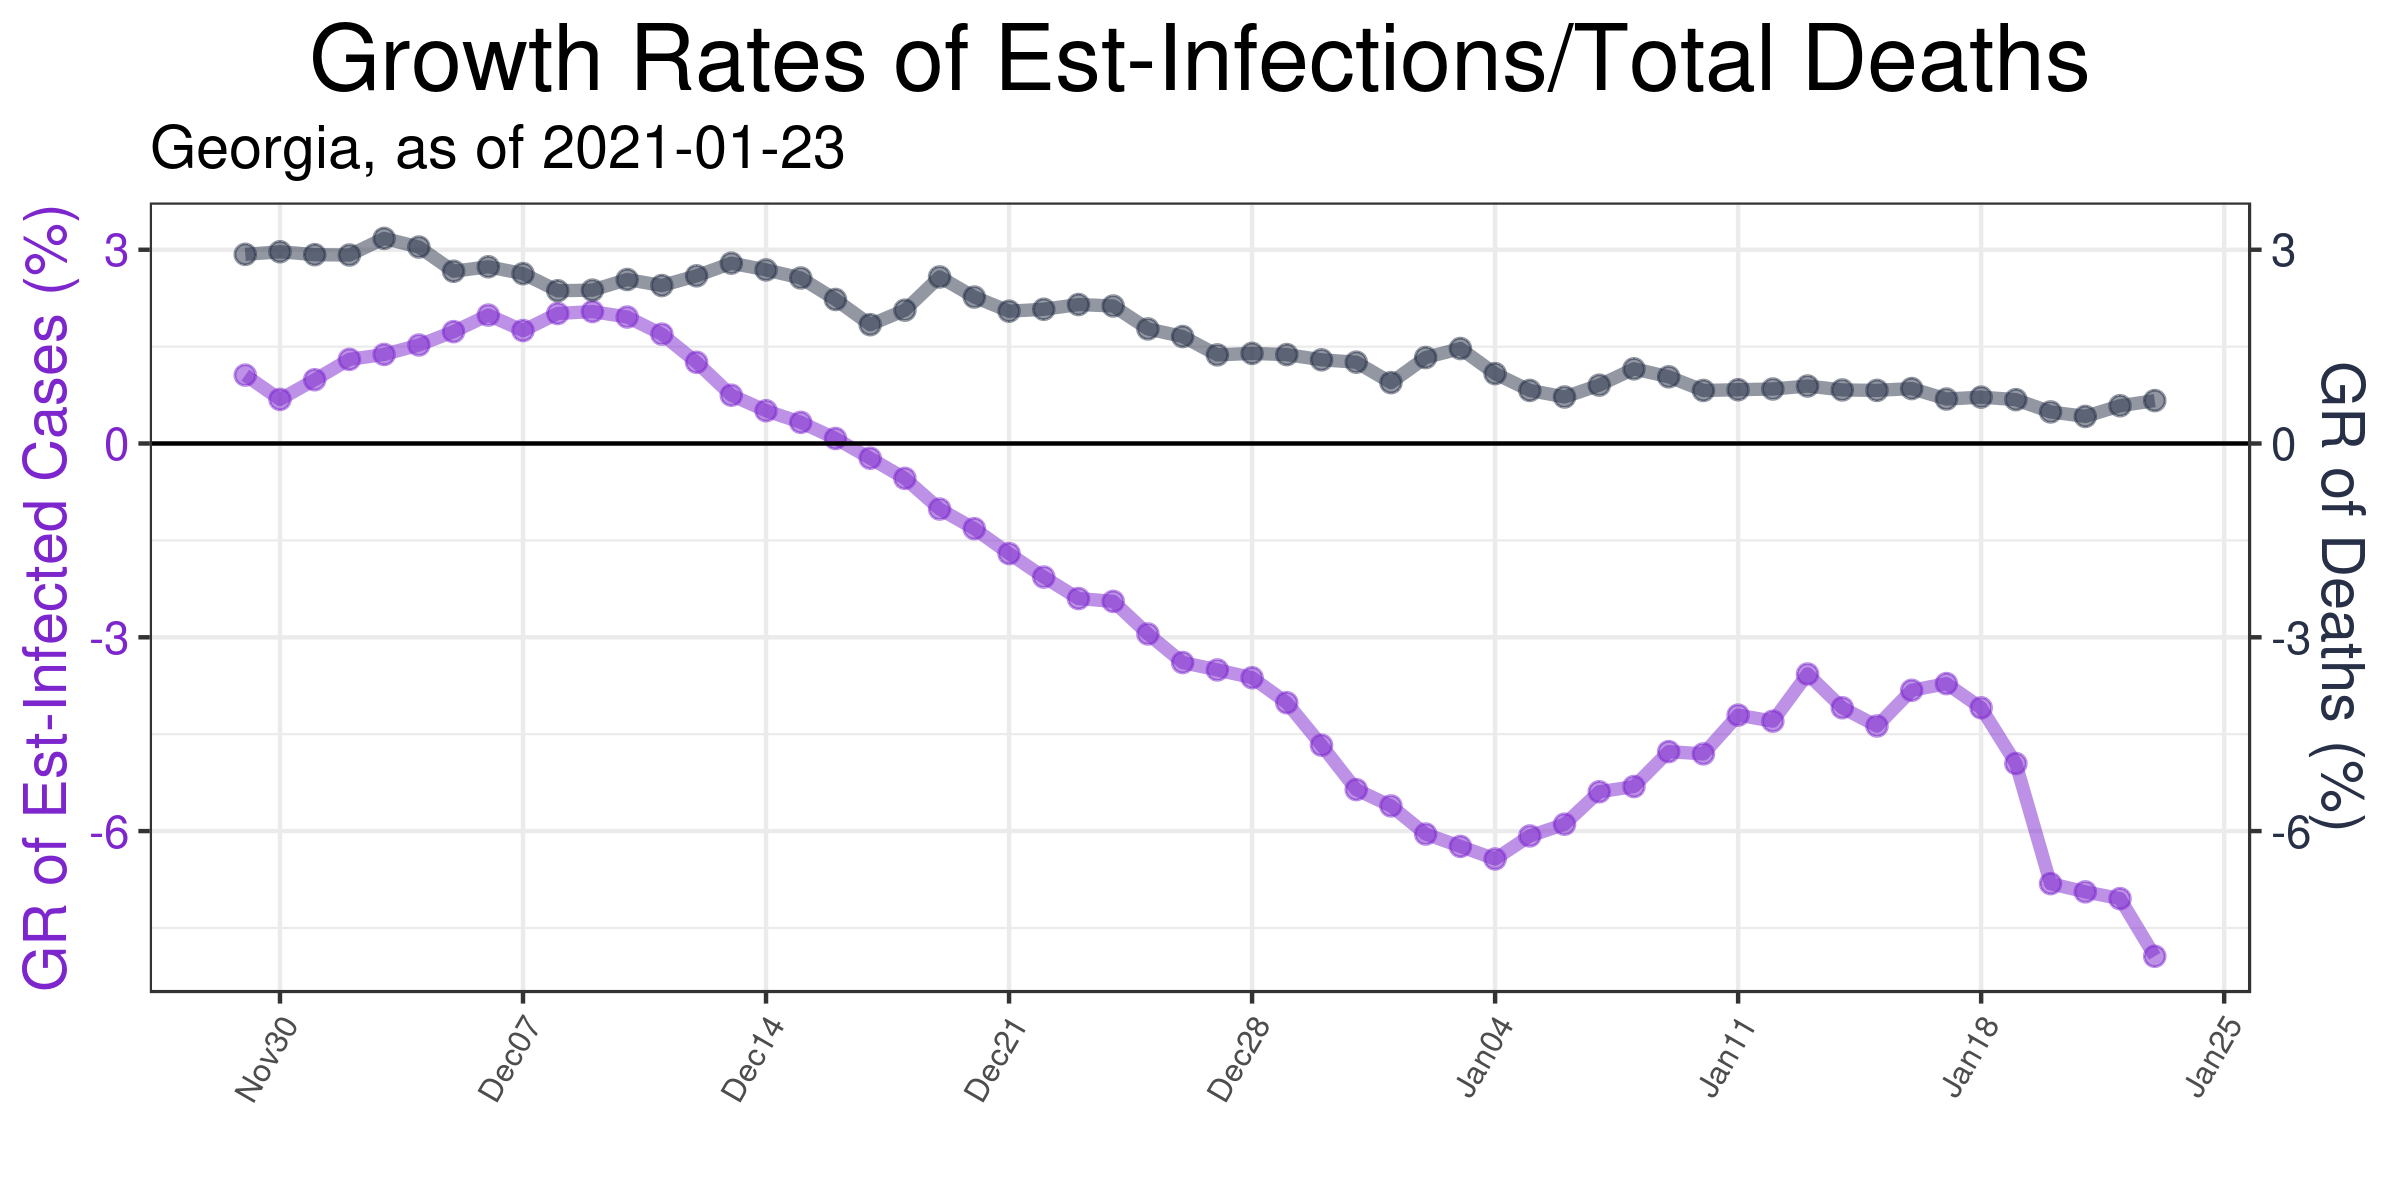 Growth Rates of Est-Infections/Total Deaths
Georgia, as of 2021-01-23
GR of Est-Infected Cases (%)
3
0
-3
-6
3
0
-3
-6
GR of Deaths (%)
Nov30
Dec07
Dec14
Dec21
Dec28
Jan04
Jan11
Jan18
Jan25